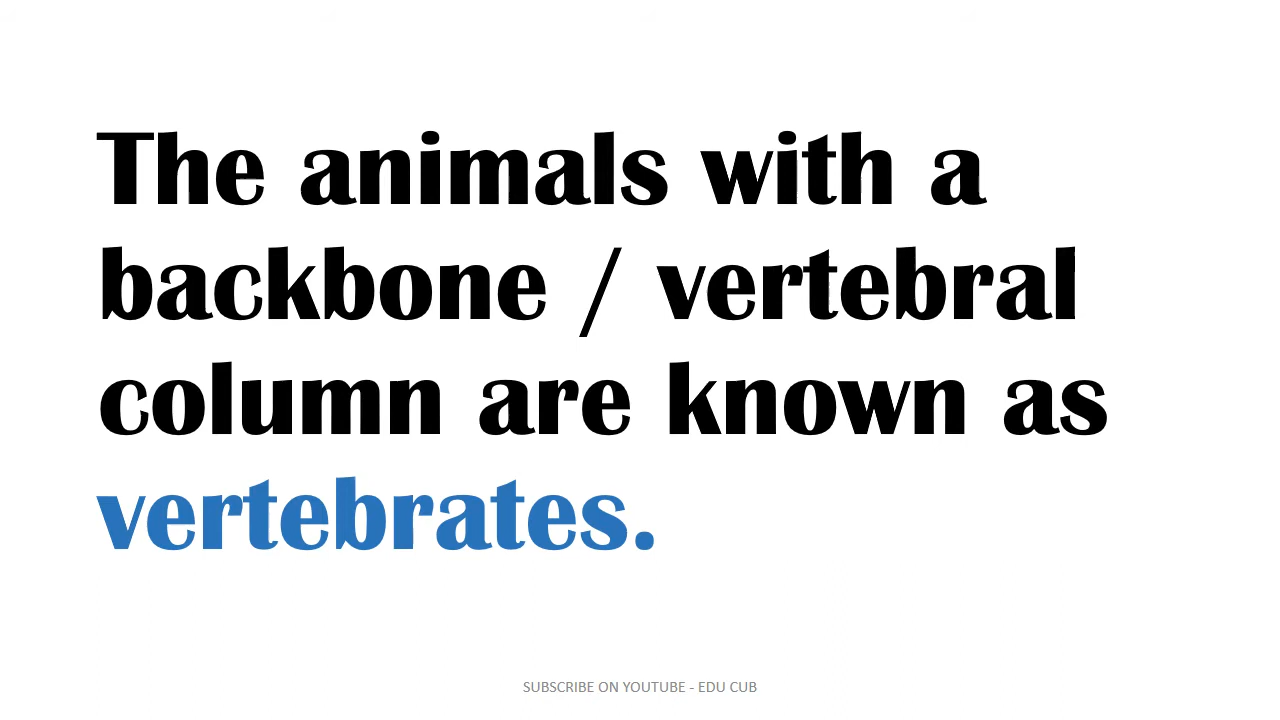 The animals with a
backbone / vertebral
column are known as
vertebrates.
SUBSCRIBE ON YOUTUBE - EDU CUB